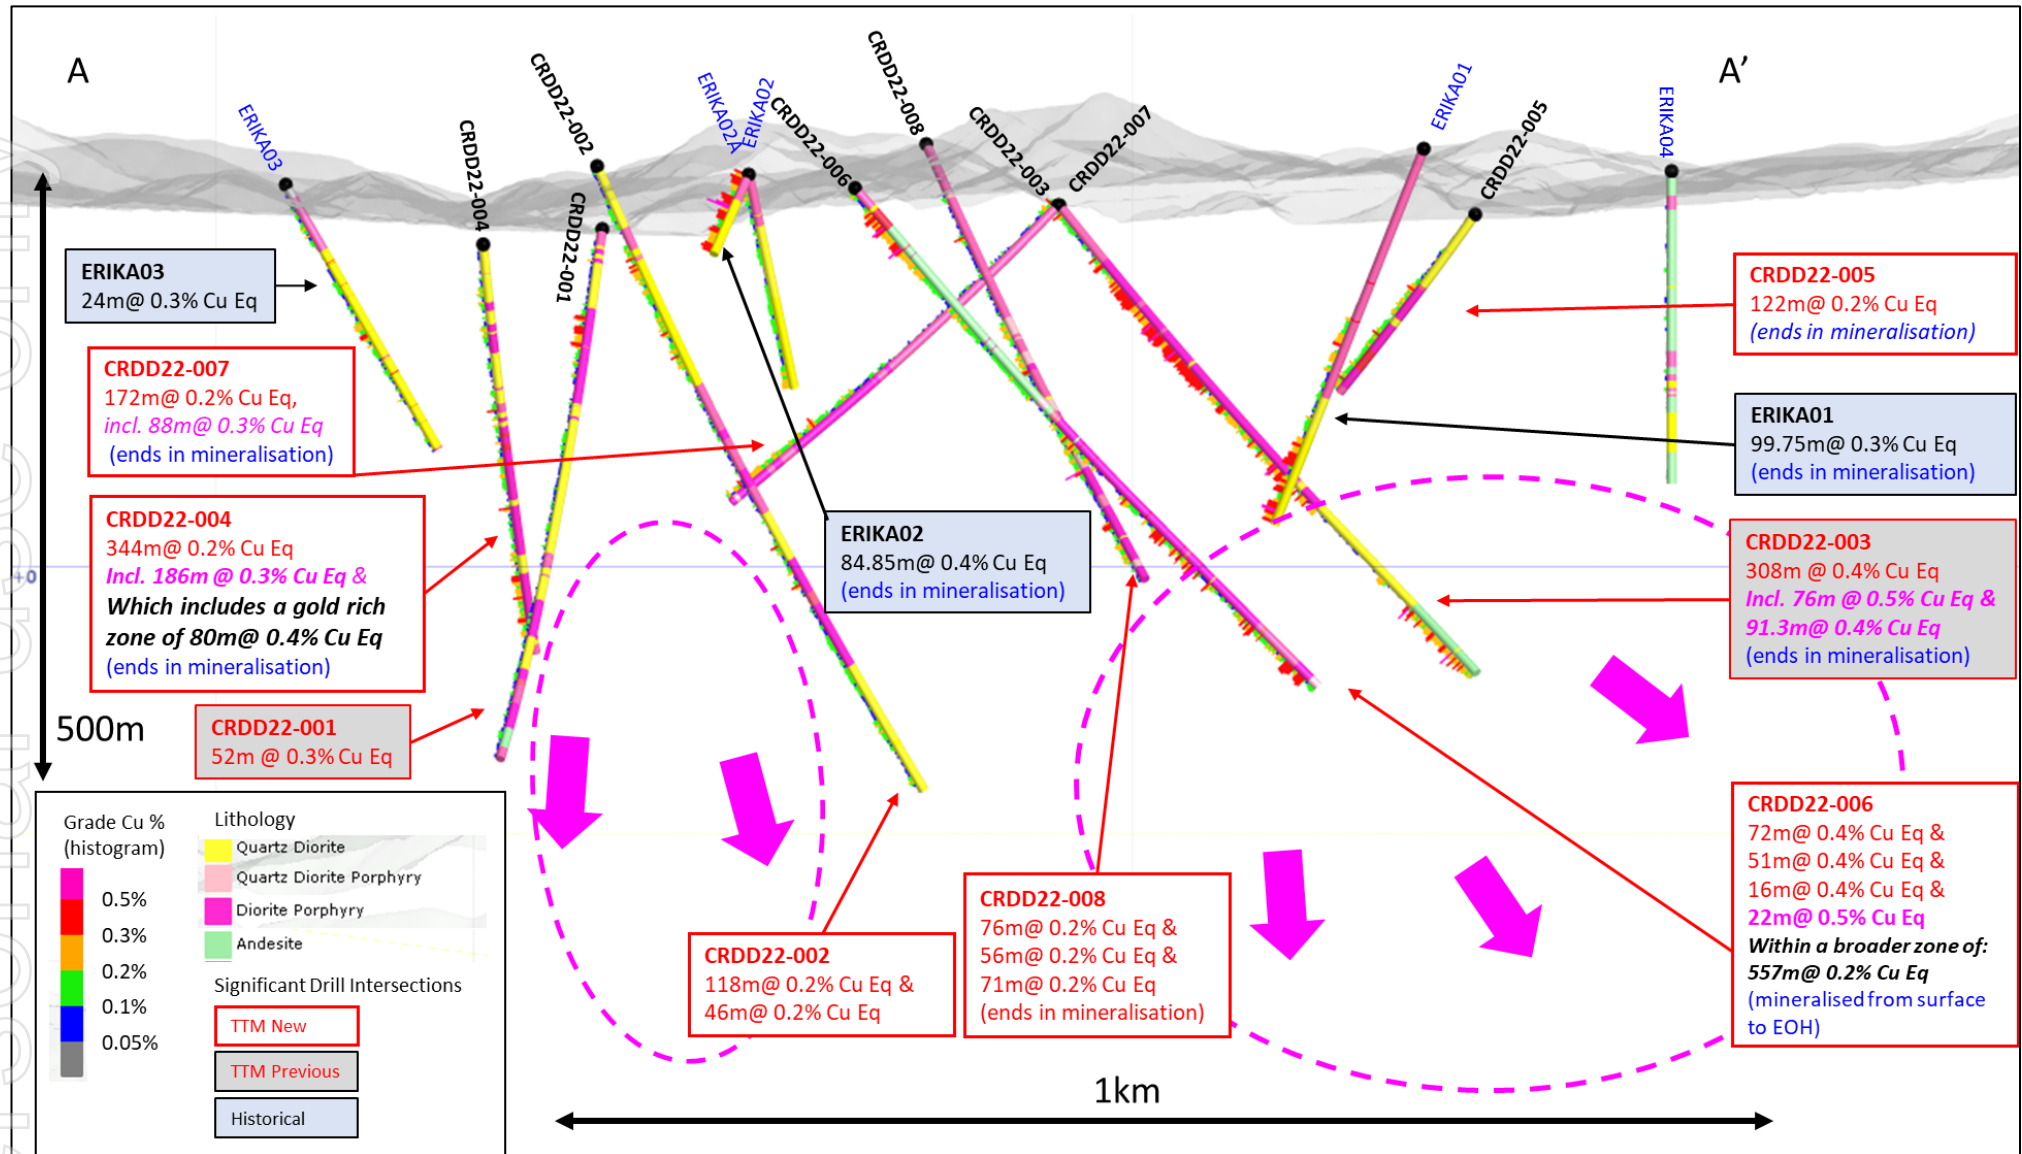 A
A'
ERIKA03
CRDD22-004
CRDD22-002
CRDD22-001
ERIKA02A
ERIKA02
CRDD22-006
CRDD22-008
CRDD22-003
CRDD22-007
ERIKA01
CRDD22-005
ERIKA04
ERIKA03
24m@ 0.3% Cu Eq
CRDD22-007
172m@ 0.2% Cu Eq,
incl. 88m@ 0.3% Cu Eq
(ends in mineralisation)
CRDD22-004
344m@ 0.2% Cu Eq
Incl. 186m @ 0.3% Cu Eq &
Which includes a gold rich
zone of 80m@ 0.4% Cu Eq
(ends in mineralisation)
CRDD22-001
52m @ 0.3% Cu Eq
ERIKA02
84.85m@ 0.4% Cu Eq
(ends in mineralisation)
CRDD22-005
122m@ 0.2% Cu Eq
(ends in mineralisation)
ERIKA01
99.75m@ 0.3% Cu Eq
(ends in mineralisation)
CRDD22-003
308m @ 0.4% Cu Eq
Incl. 76m @ 0.5% Cu Eq &
91.3m@ 0.4% Cu Eq
(ends in mineralisation)
CRDD22-006
72m@ 0.4% Cu Eq &
51m@ 0.4% Cu Eq &
16m@ 0.4% Cu Eq &
22m@ 0.5% Cu Eq
Within a broader zone of:
557m@ 0.2% Cu Eq
(mineralised from surface
to EOH)
CRDD22-002
118m@ 0.2% Cu Eq &
46m@ 0.2% Cu Eq
CRDD22-008
76m@ 0.2% Cu Eq &
56m@ 0.2% Cu Eq &
71m@ 0.2% Cu Eq
(ends in mineralisation)
+0
500m
1km
Grade Cu %
(histogram)
0.5%
0.3%
0.2%
0.1%
0.05%
Lithology
Quartz Diorite
Quartz Diorite Porphyry
Diorite Porphyry
Andesite
Significant Drill Intersections
TTM New
TTM Previous
Historical